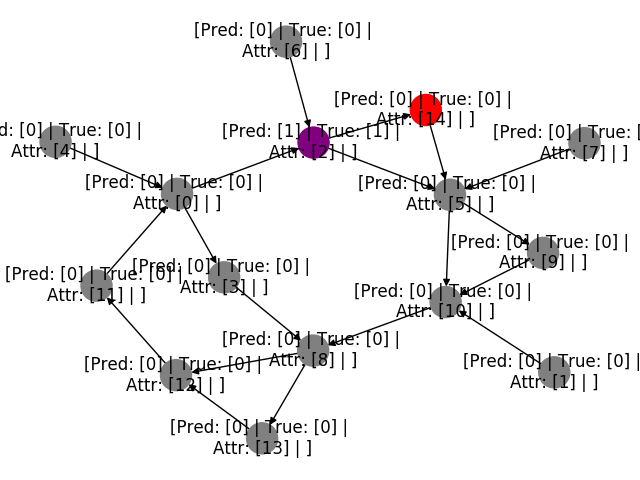 [Pred: [0] | True: [0] |
Attr: [6] | ]
[Pred: [0] | True: [0] |
Attr: [14] | ]
d: [0] | True: [0] |
Attr: [4] | ]
[Pred: [1] | True: [1] |
Attr: [2] | ]
[Pred: [0] | True: [0]
Attr: [7] | ]
[Pred: [0] | True: [0] |
Attr: [0] | ]
[Pred: [0] | True: [0] |
Attr: [5] | ]
[Pred: [0] | True: [0] |
Attr: [9] | ]
[Pred: [0] | True: [0] |
Attr: [3] | ]
[Pred: [0] | True: [0] |
Attr: [11] | ]
[Pred: [0] | True: [0] |
Attr: [10] | ]
[Pred: [0] | True: [0] |
Attr: [8] | ]
[Pred: [0] | True: [0] |
Attr: [12] | ]
[Pred: [0] | True: [0]
Attr: [1] | ]
[Pred: [0] | True: [0] |
Attr: [13] | ]